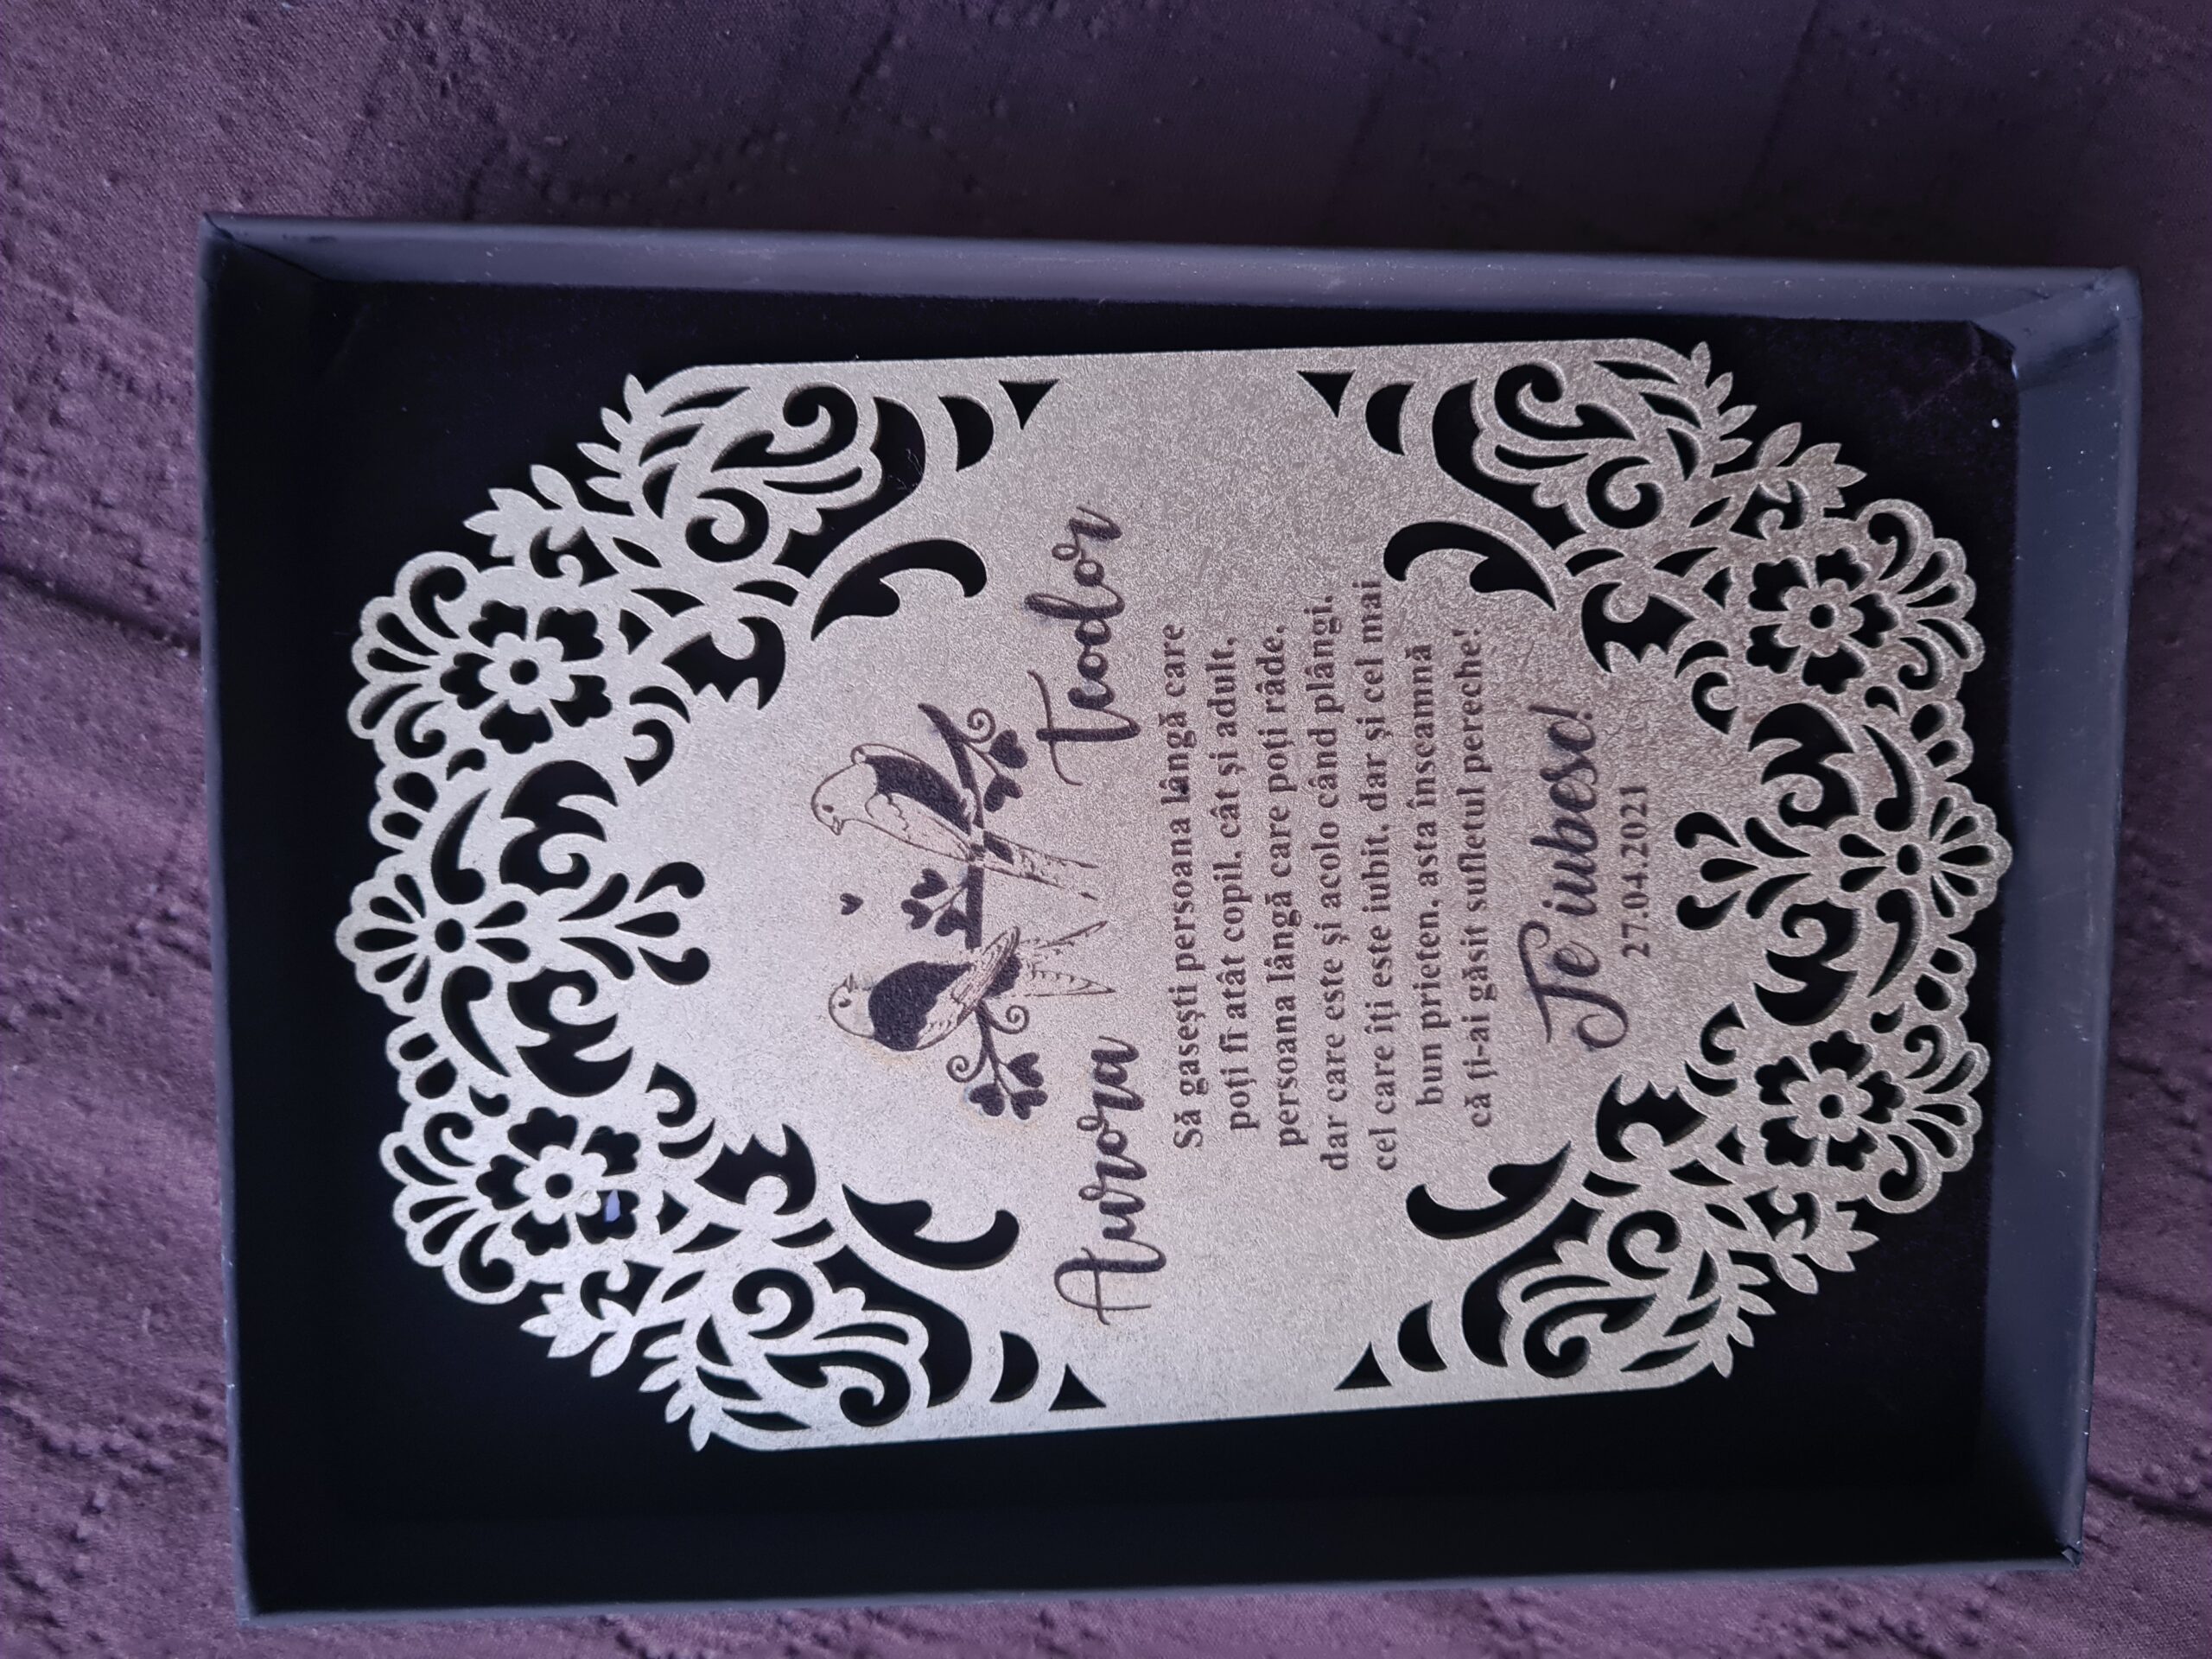 Aurora Teodor
Să gasești persoana lângă care
poți fi atât copil, cât și adult,
persoana lângă care poți râde,
dar care este și acolo când plângi,
cel care îți este iubit, dar și cel mai
bun prieten, asta înseamnă
că ți-ai găsit sufletul pereche!
Te iubesc!
27.04.2021